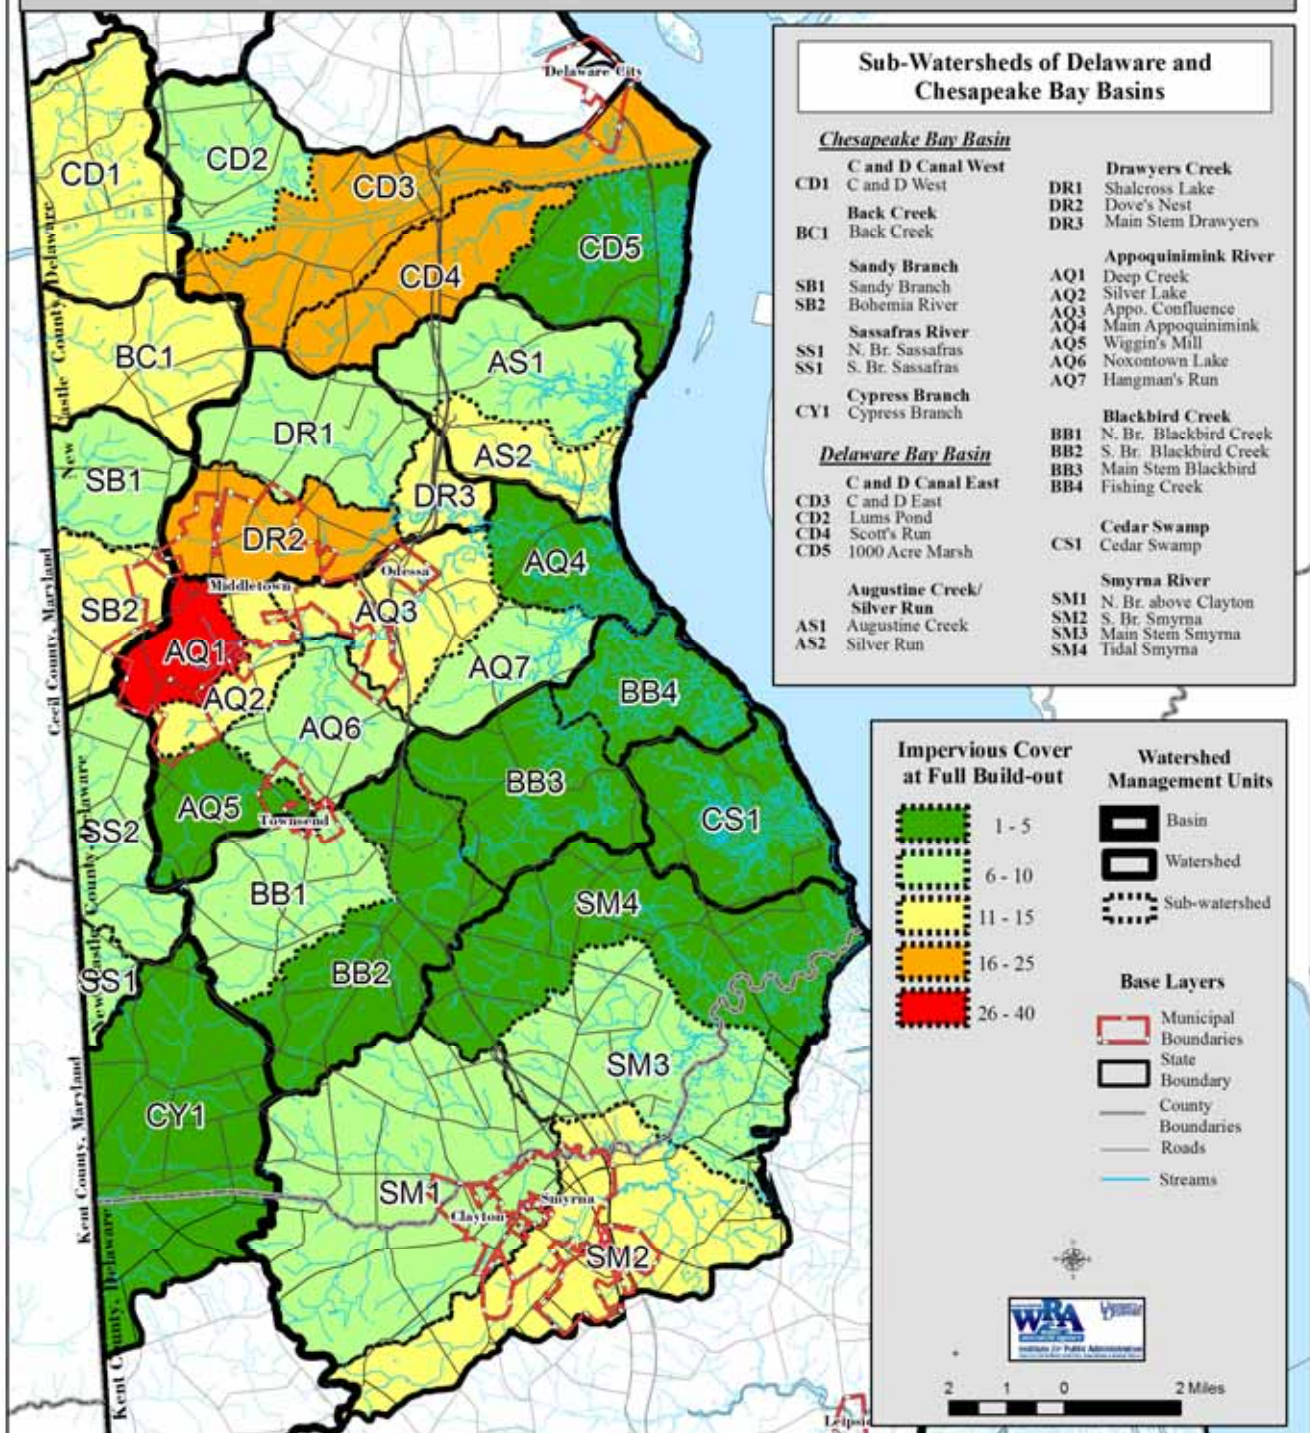 Sub-Watersheds of Delaware and
Chesapeake Bay Basins
Chesapeake Bay Basin
C and D Canal West
CD1 C and D West
Back Creek
BC1 Back Creek
Sandy Branch
SB1 Sandy Branch
SB2 Bohemia River
Sassafras River
SS1 N. Br. Sassafras
SS1 S. Br. Sassafras
Cypress Branch
CY1 Cypress Branch
Delaware Bay Basin
C and D Canal East
CD3 C and D East
CD2 Lums Pond
CD4 Scott's Run
CD5 1000 Acre Marsh
Augustine Creek/
Silver Run
AS1 Augustine Creek
AS2 Silver Run
Drawyers Creek
DR1 Shalcross Lake
DR2 Dove's Nest
DR3 Main Stem Drawyers
Appoquinimink River
AQ1 Deep Creek
AQ2 Silver Lake
AQ3 Appo. Confluence
AQ4 Main Appoquinimink
AQ5 Wiggin's Mill
AQ6 Noxontown Lake
AQ7 Hangman's Run
Blackbird Creek
BB1 N. Br. Blackbird Creek
BB2 S. Br. Blackbird Creek
BB3 Main Stem Blackbird
BB4 Fishing Creek
Cedar Swamp
CS1 Cedar Swamp
Smyrna River
SM1 N. Br. above Clayton
SM2 S. Br. Smyrna
SM3 Main Stem Smyrna
SM4 Tidal Smyrna
Impervious Cover
at Full Build-out
1 - 5
6 - 10
11 - 15
16 - 25
26 - 40
Watershed
Management Units
Basin
Watershed
Sub-watershed
Base Layers
Municipal
Boundaries
State
Boundary
County
Boundaries
Roads
Streams
WRA
Institute for Public Administration
2 1 0 2 Miles
Delaware City
CD1
CD2
CD3
CD4
CD5
BC1
AS1
AS2
DR1
DR2
DR3
SB1
SB2
Middletown
Odessa
AQ1
AQ2
AQ3
AQ4
AQ5
AQ6
AQ7
Townsend
SS2
SS1
BB1
BB2
BB3
BB4
CS1
CY1
SM1
SM2
SM3
SM4
Clayton
Smyrna
New Castle County, Delaware
Cecil County, Maryland
New Castle County, Delaware
Kent County, Maryland
Kent County, Delaware
Kent County, Delaware